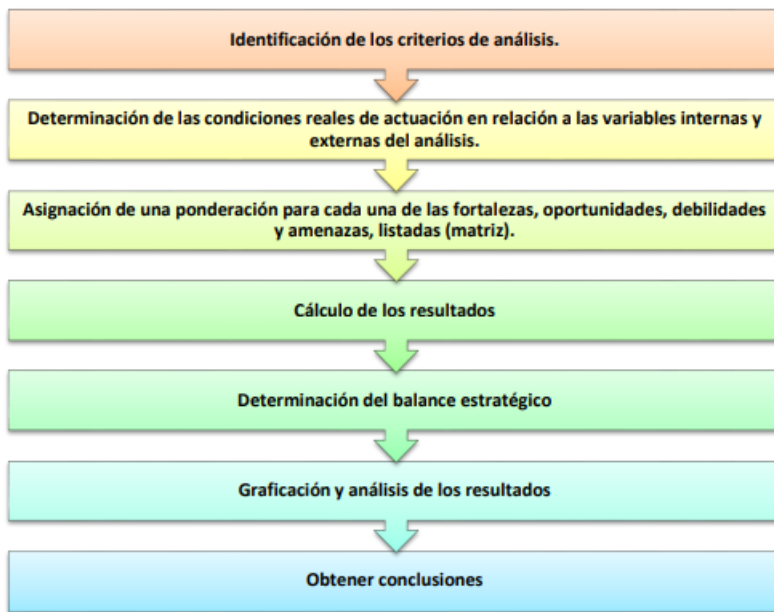 Identificación de los criterios de análisis.
Determinación de las condiciones reales de actuación en relación a las variables internas y
externas del análisis.
Asignación de una ponderación para cada una de las fortalezas, oportunidades, debilidades
y amenazas, listadas (matriz).
Cálculo de los resultados
Determinación del balance estratégico
Graficación y análisis de los resultados
Obtener conclusiones